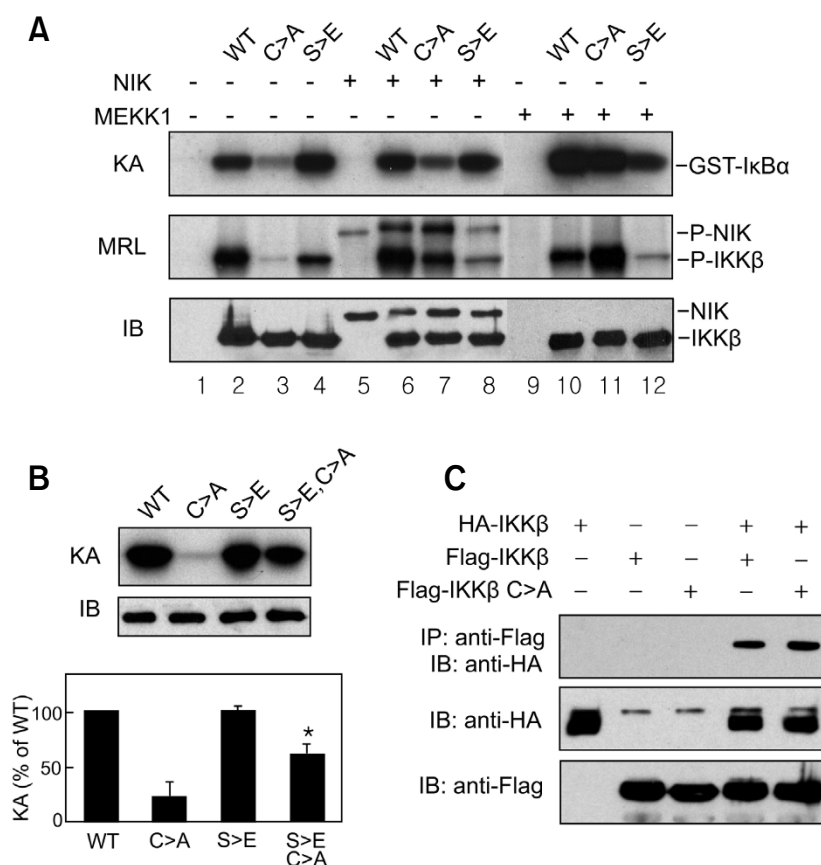 A
WT C>A S>E WT C>A S>E WT C>A S>E
NIK - - - - + + + + - - - -
MEKK1 - - - - - - - - + + + +
KA -GST-IκBα
MRL -P-NIK
-P-IKKβ
IB -NIK
-IKKβ
1 2 3 4 5 6 7 8 9 10 11 12
B
WT C>A S>E S>E,C>A
KA
IB
KA (% of WT)
100
50
0
*
WT C>A S>E S>E
C>A
C
HA-IKKβ + − − + +
Flag-IKKβ − + − + −
Flag-IKKβ C>A − − + − +
IP: anti-Flag
IB: anti-HA
IB: anti-HA
IB: anti-Flag